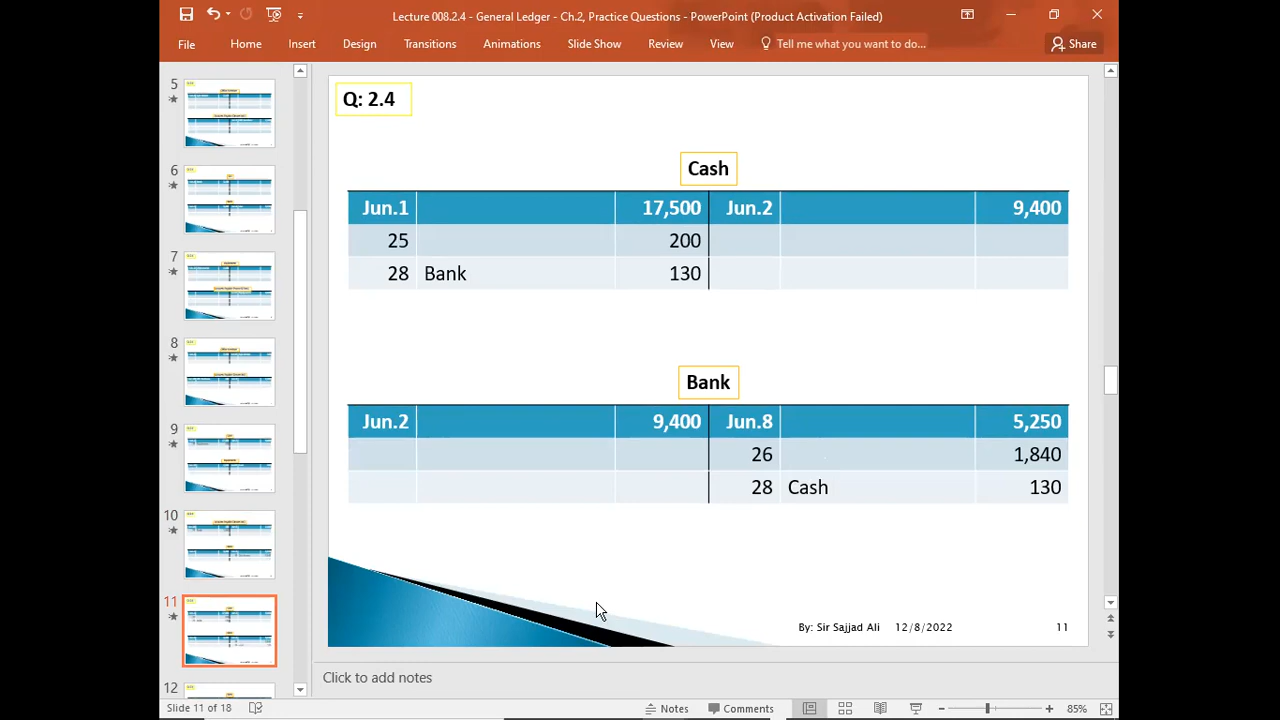 Lecture 008.2.4 - General Ledger - Ch.2, Practice Questions - PowerPoint (Product Activation Failed)
File Home Insert Design Transitions Animations Slide Show Review View Tell me what you want to do... Share
5
6
7
8
9
10
11
12
Q: 2.4
Cash
Jun.1 17,500 Jun.2 9,400
25 200
28 Bank 130
Bank
Jun.2 9,400 Jun.8 5,250
26 1,840
28 Cash 130
By: Sir Sajjad Ali 12/8/2022 11
Click to add notes
Slide 11 of 18 Notes Comments 85%